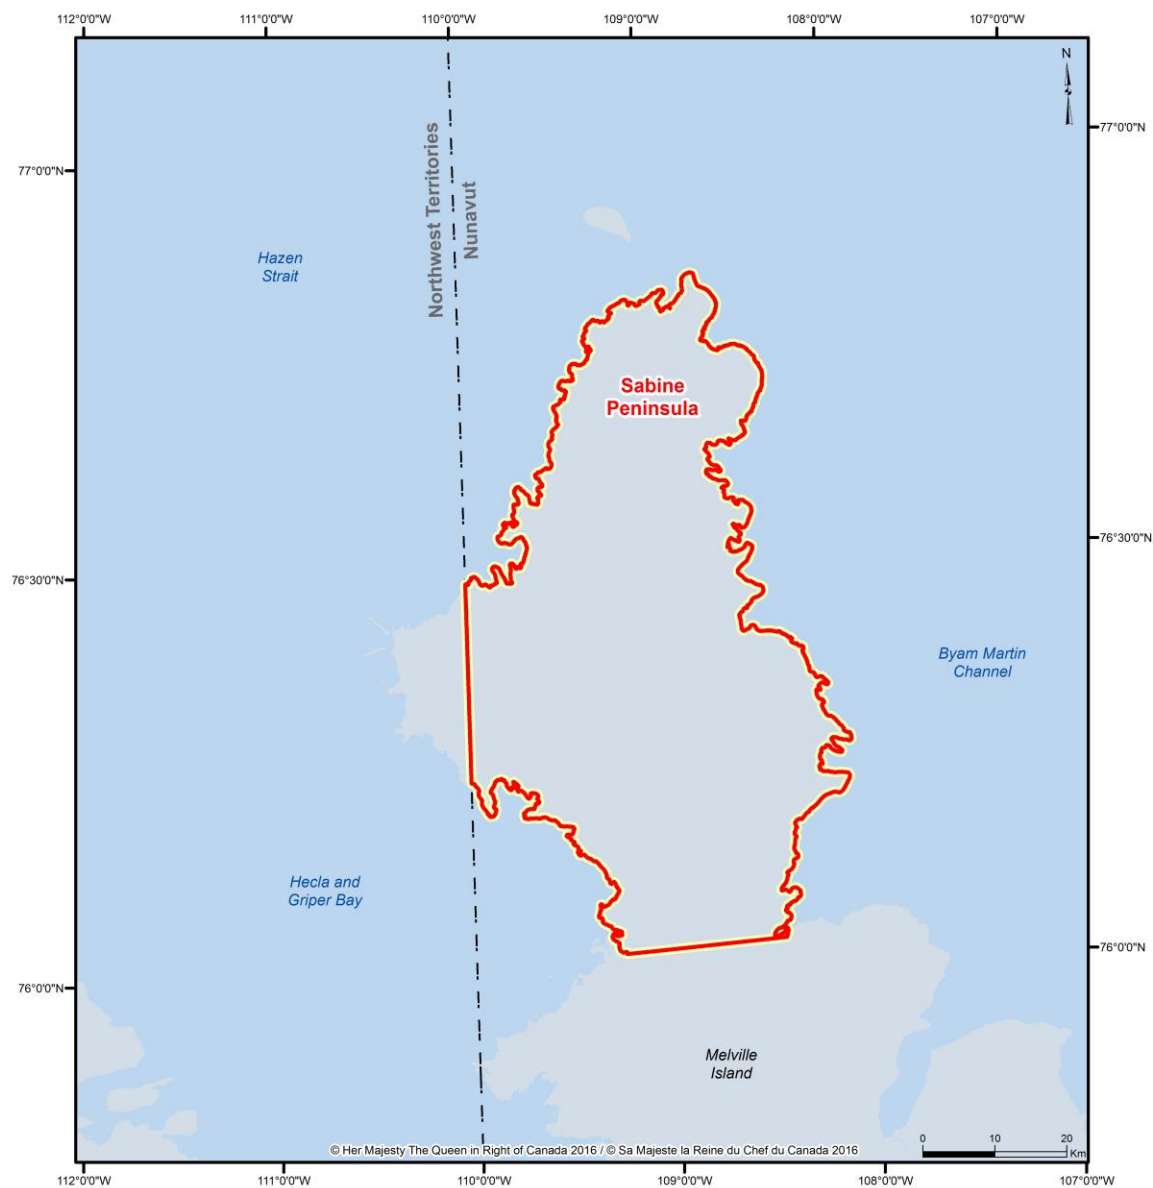 112°0'0"W
111°0'0"W
110°0'0"W
109°0'0"W
108°0'0"W
107°0'0"W
N
77°0'0"N
77°0'0"N
Northwest Territories
Nunavut
Hazen
Strait
Sabine
Peninsula
76°30'0"N
76°30'0"N
Byam Martin
Channel
Hecla and
Griper Bay
76°0'0"N
76°0'0"N
Melville
Island
© Her Majesty The Queen in Right of Canada 2016 / © Sa Majeste la Reine du Chef du Canada 2016
0 10 20
Km
112°0'0"W
111°0'0"W
110°0'0"W
109°0'0"W
108°0'0"W
107°0'0"W